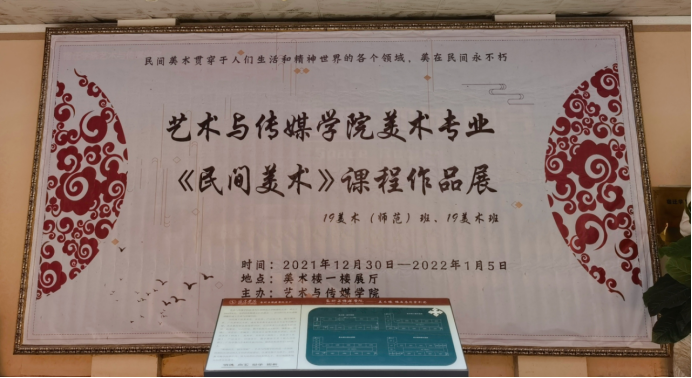 民间美术贯穿于人们生活和精神世界的各个领域，美在民间永不朽
艺术与传媒学院美术专业
《民间美术》课程作品展
19美术（师范）班、19美术班
时间：2021年12月30日—2022年1月5日
地点：美术楼一楼展厅
主办：艺术与传媒学院